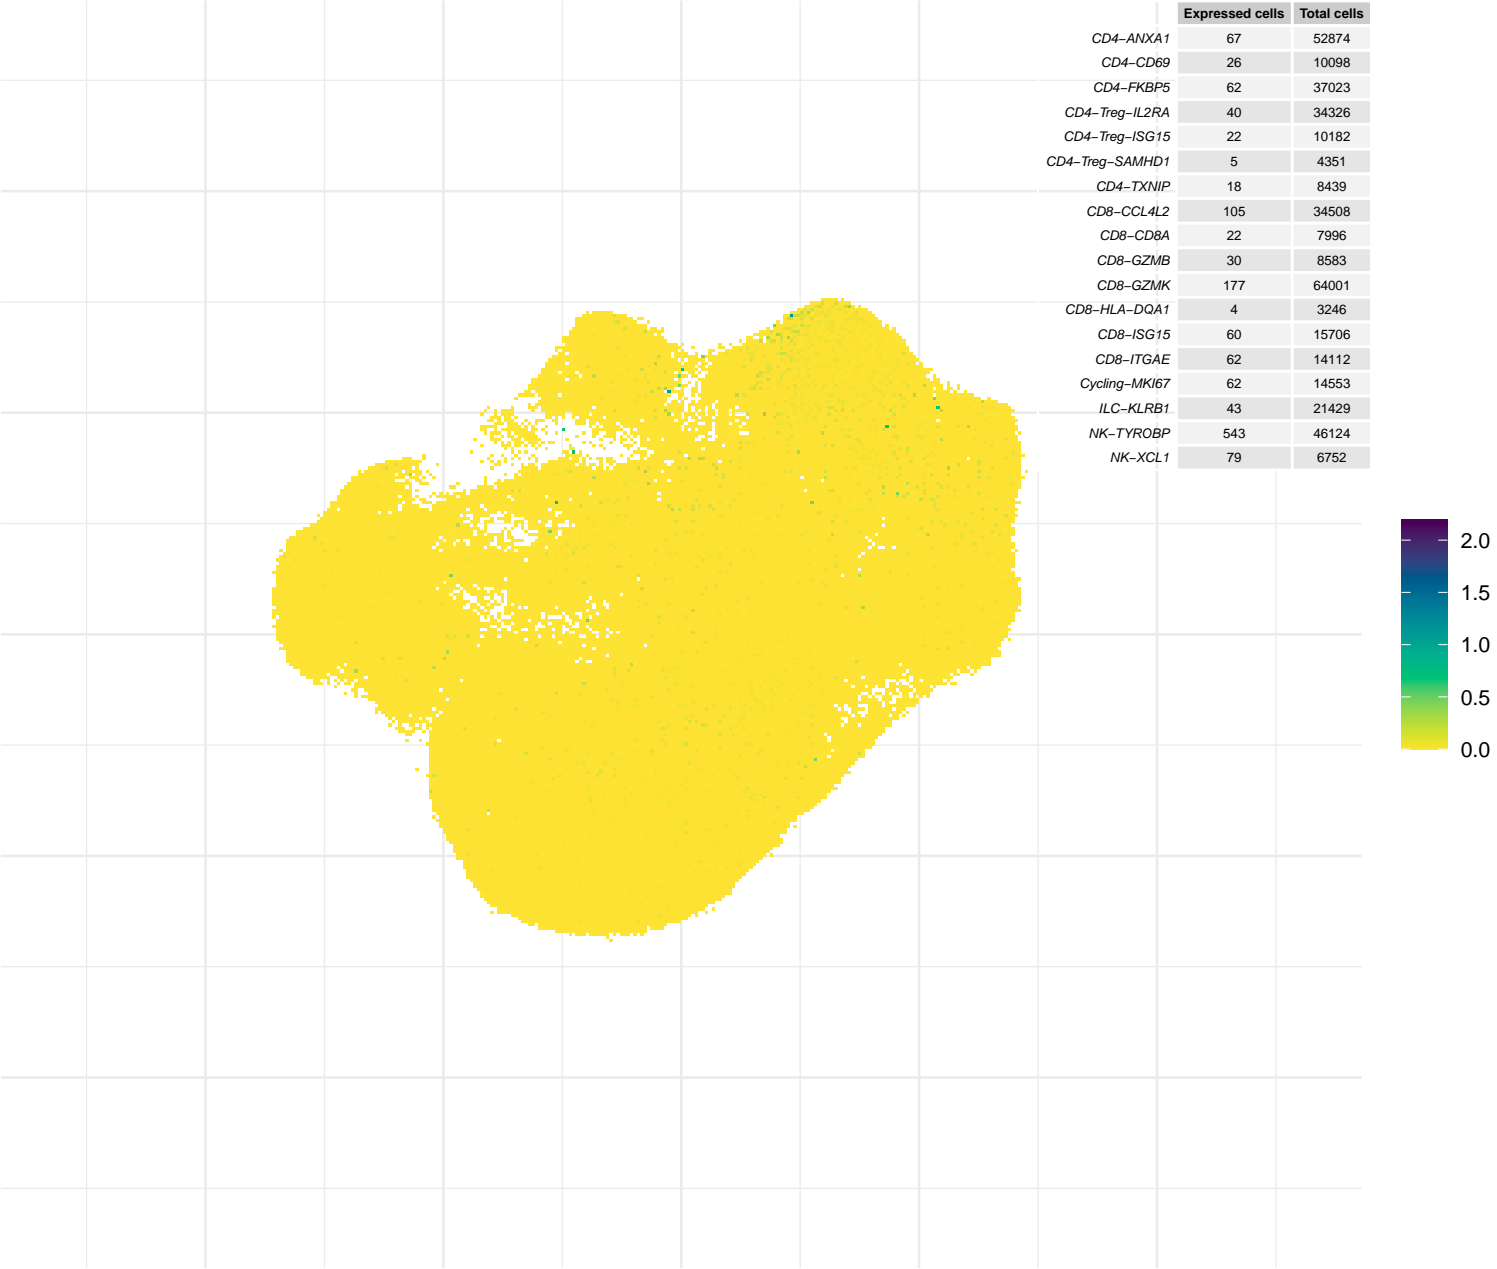 Expressed cells Total cells
CD4−ANXA1 67 52874
CD4−CD69 26 10098
CD4−FKBP5 62 37023
CD4−Treg−IL2RA 40 34326
CD4−Treg−ISG15 22 10182
CD4−Treg−SAMHD1 5 4351
CD4−TXNIP 18 8439
CD8−CCL4L2 105 34508
CD8−CD8A 22 7996
CD8−GZMB 30 8583
CD8−GZMK 177 64001
CD8−HLA−DQA1 4 3246
CD8−ISG15 60 15706
CD8−ITGAE 62 14112
Cycling−MKI67 62 14553
ILC−KLRB1 43 21429
NK−TYROBP 543 46124
NK−XCL1 79 6752
2.0
1.5
1.0
0.5
0.0